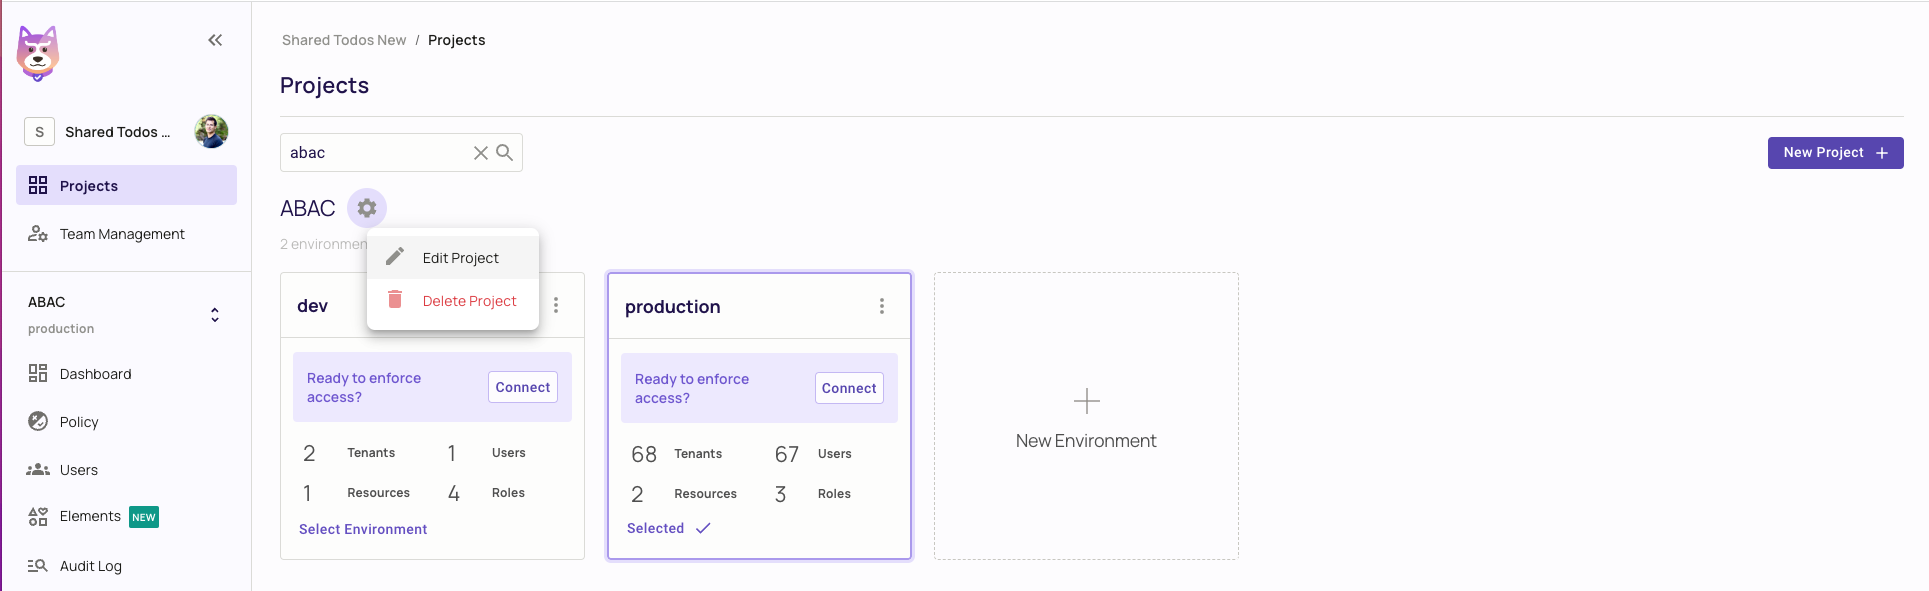 Shared Todos New / Projects
Projects
S Shared Todos ...
abac
New Project
Projects
Team Management
ABAC
2 environmen
Edit Project
Delete Project
dev
production
ABAC
production
Ready to enforce
access?
Connect
Ready to enforce
access?
Connect
Dashboard
Policy
Users
Elements NEW
Audit Log
2 Tenants 1 Users
1 Resources 4 Roles
Select Environment
68 Tenants 67 Users
2 Resources 3 Roles
Selected
New Environment